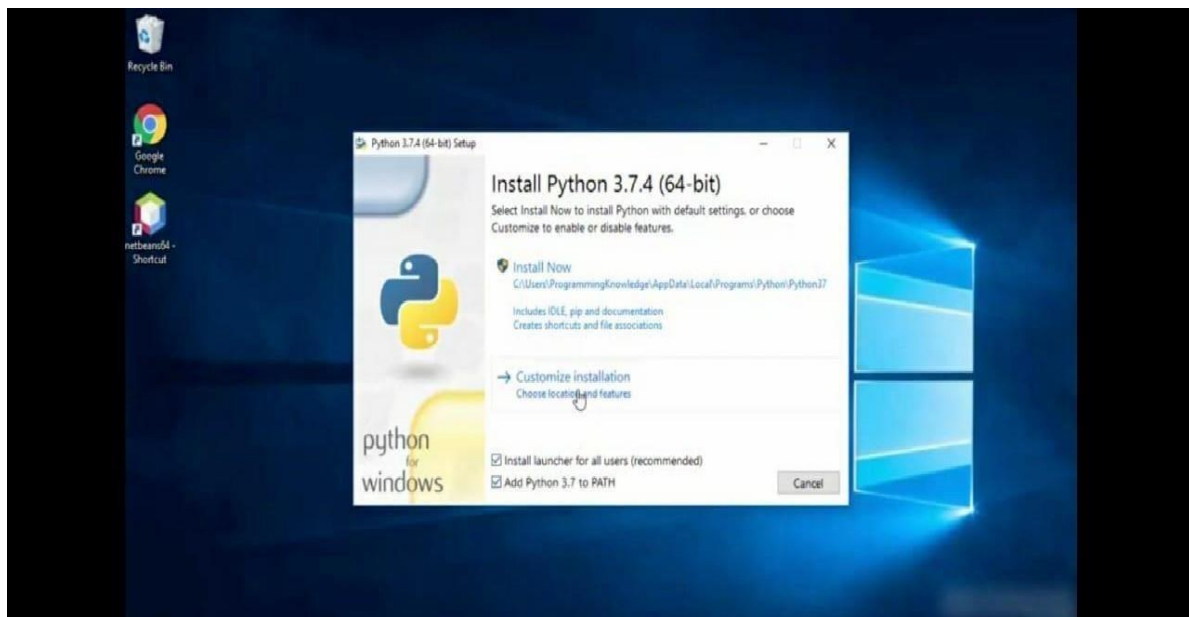 Recycle Bin
Google
Chrome
netbeans64 -
Shortcut
Python 3.7.4 (64-bit) Setup
Install Python 3.7.4 (64-bit)
Select Install Now to install Python with default settings, or choose
Customize to enable or disable features.
Install Now
C:\Users\ProgrammingKnowledge\AppData\Local\Programs\Python\Python37
Includes IDLE, pip and documentation
Creates shortcuts and file associations
Customize installation
Choose location and features
python
for
windows
Install launcher for all users (recommended)
Add Python 3.7 to PATH
Cancel